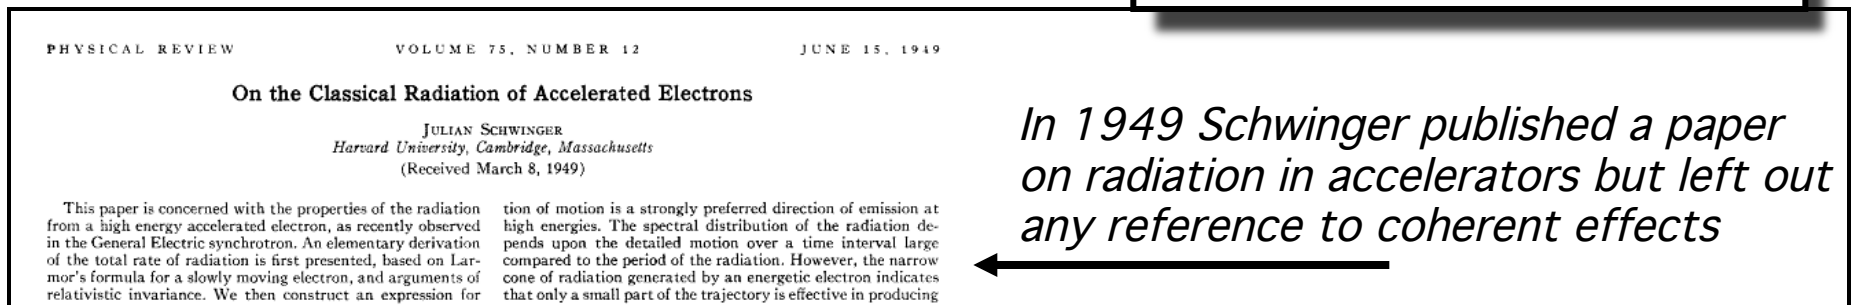 PHYSICAL REVIEW VOLUME 75, NUMBER 12 JUNE 15, 1949
On the Classical Radiation of Accelerated Electrons
JULIAN SCHWINGER
Harvard University, Cambridge, Massachusetts
(Received March 8, 1949)
This paper is concerned with the properties of the radiation
from a high energy accelerated electron, as recently observed
in the General Electric synchrotron. An elementary derivation
of the total rate of radiation is first presented, based on Lar-
mor's formula for a slowly moving electron, and arguments of
relativistic invariance. We then construct an expression for
tion of motion is a strongly preferred direction of emission at
high energies. The spectral distribution of the radiation de-
pends upon the detailed motion over a time interval large
compared to the period of the radiation. However, the narrow
cone of radiation generated by an energetic electron indicates
that only a small part of the trajectory is effective in producing
In 1949 Schwinger published a paper
on radiation in accelerators but left out
any reference to coherent effects